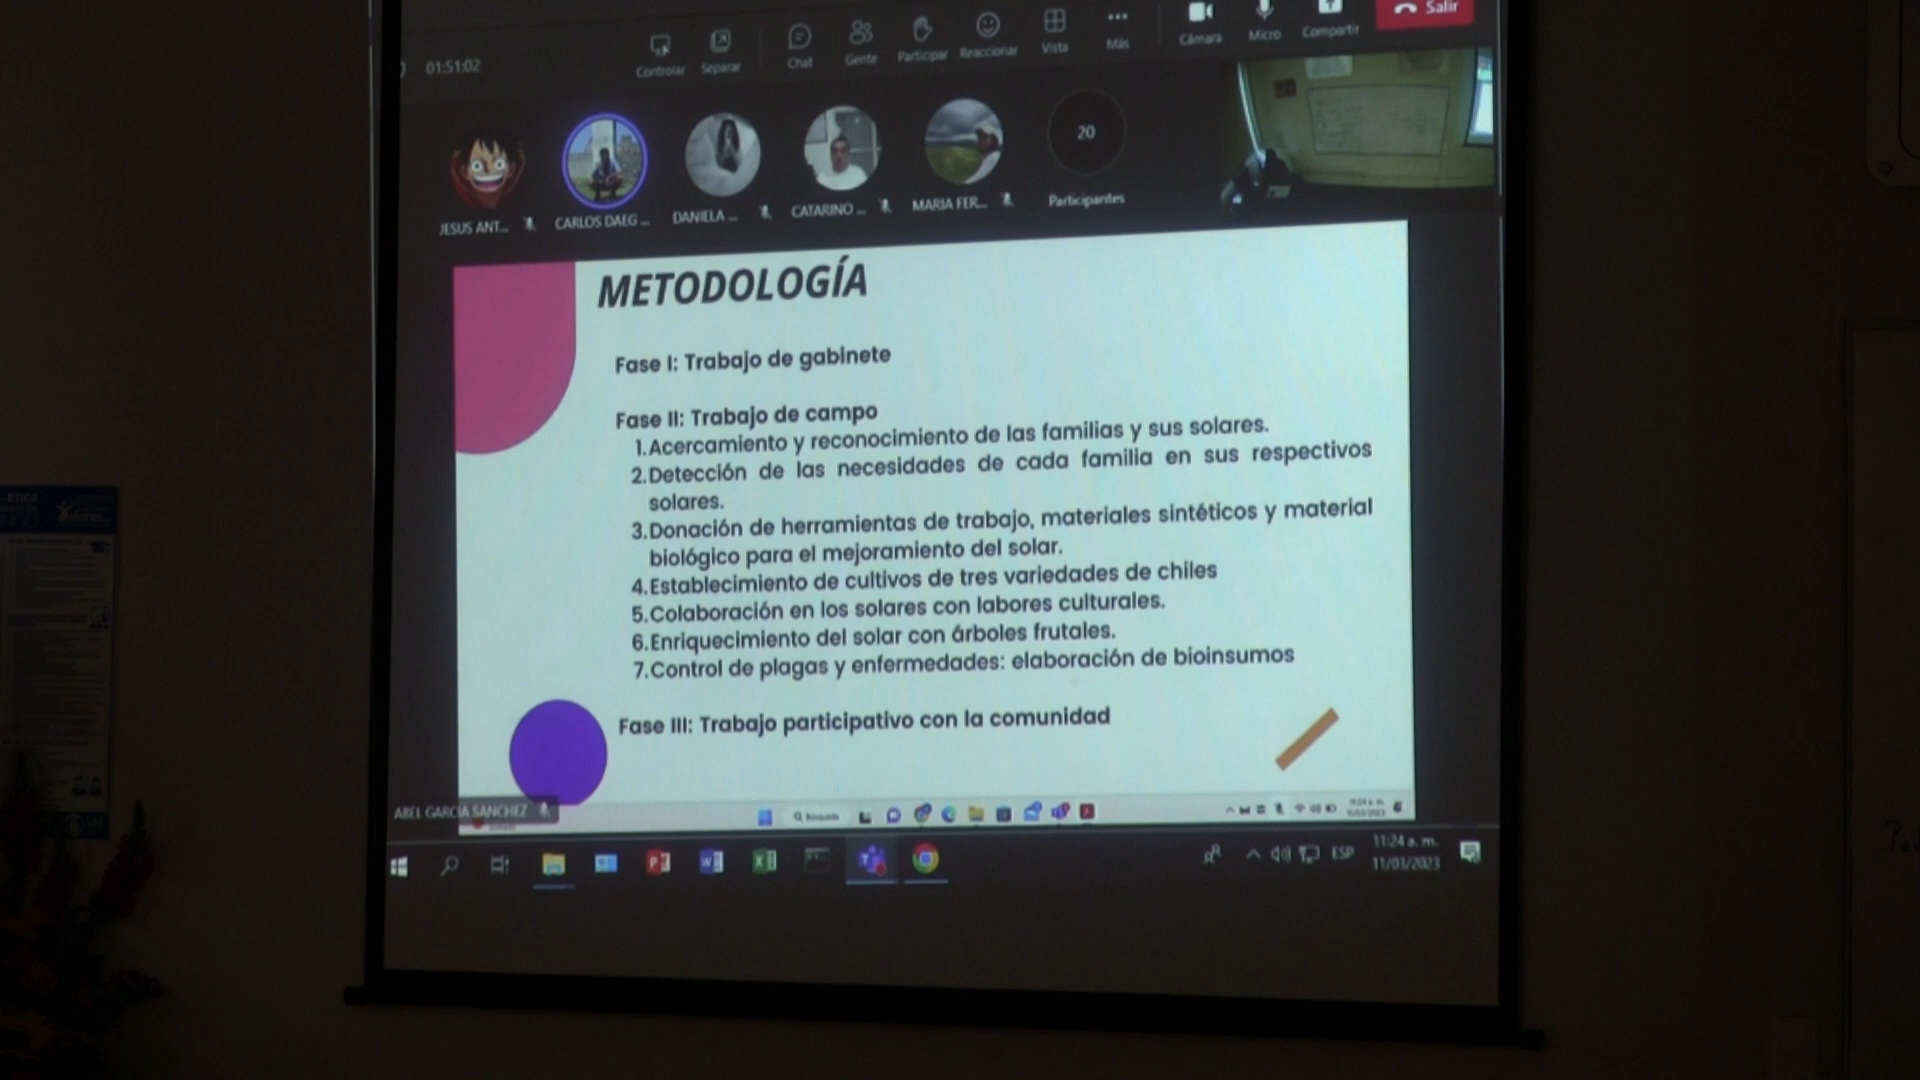 Salir
01:51:02
Controlar Separar Chat Gente Participar Reaccionar Vista Más Cámara Micro Compartir
20
JESUS ANT... CARLOS DAEG ... DANIELA ... CATARINO ... MARIA FER... Participantes
METODOLOGÍA
Fase I: Trabajo de gabinete
Fase II: Trabajo de campo
1.Acercamiento y reconocimiento de las familias y sus solares.
2.Detección de las necesidades de cada familia en sus respectivos
solares.
3.Donación de herramientas de trabajo, materiales sintéticos y material
biológico para el mejoramiento del solar.
4.Establecimiento de cultivos de tres variedades de chiles
5.Colaboración en los solares con labores culturales.
6.Enriquecimiento del solar con árboles frutales.
7.Control de plagas y enfermedades: elaboración de bioinsumos
Fase III: Trabajo participativo con la comunidad
ABEL GARCIA SANCHEZ
Búsqueda
ESP
11:24 a. m.
11/03/2023